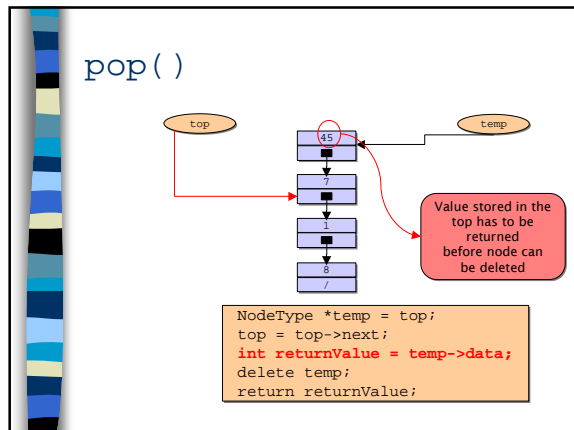 pop()
top
temp
45
7
1
8
/
Value stored in the
top has to be
returned
before node can
be deleted
NodeType *temp = top;
top = top->next;
int returnValue = temp->data;
delete temp;
return returnValue;